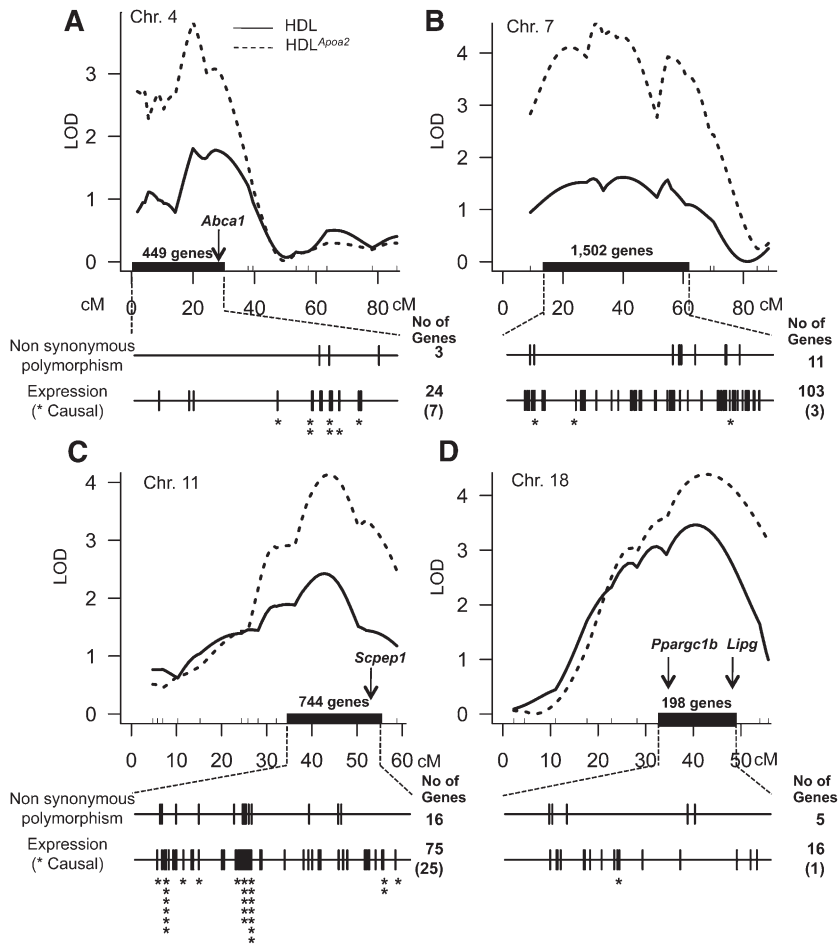 A
Chr. 4
HDL
HDL^Apoa2
LOD
3
2
1
0
Abca1
449 genes
cM 0 20 40 60 80 cM
B
Chr. 7
LOD
4
3
2
1
0
1,502 genes
0 20 40 60 80 cM
Non synonymous
polymorphism
No of
Genes
3
Expression
(* Causal)
24
(7)
* * * * *
* * *
No of
Genes
11
103
(3)
* * *
C
Chr. 11
LOD
4
3
2
1
0
Scpep1
744 genes
0 10 20 30 40 50 60 cM
D
Chr. 18
LOD
4
3
2
1
0
Ppargc1b Lipg
198 genes
0 10 20 30 40 50 cM
Non synonymous
polymorphism
No of
Genes
16
Expression
(* Causal)
75
(25)
No of
Genes
5
16
(1)
*